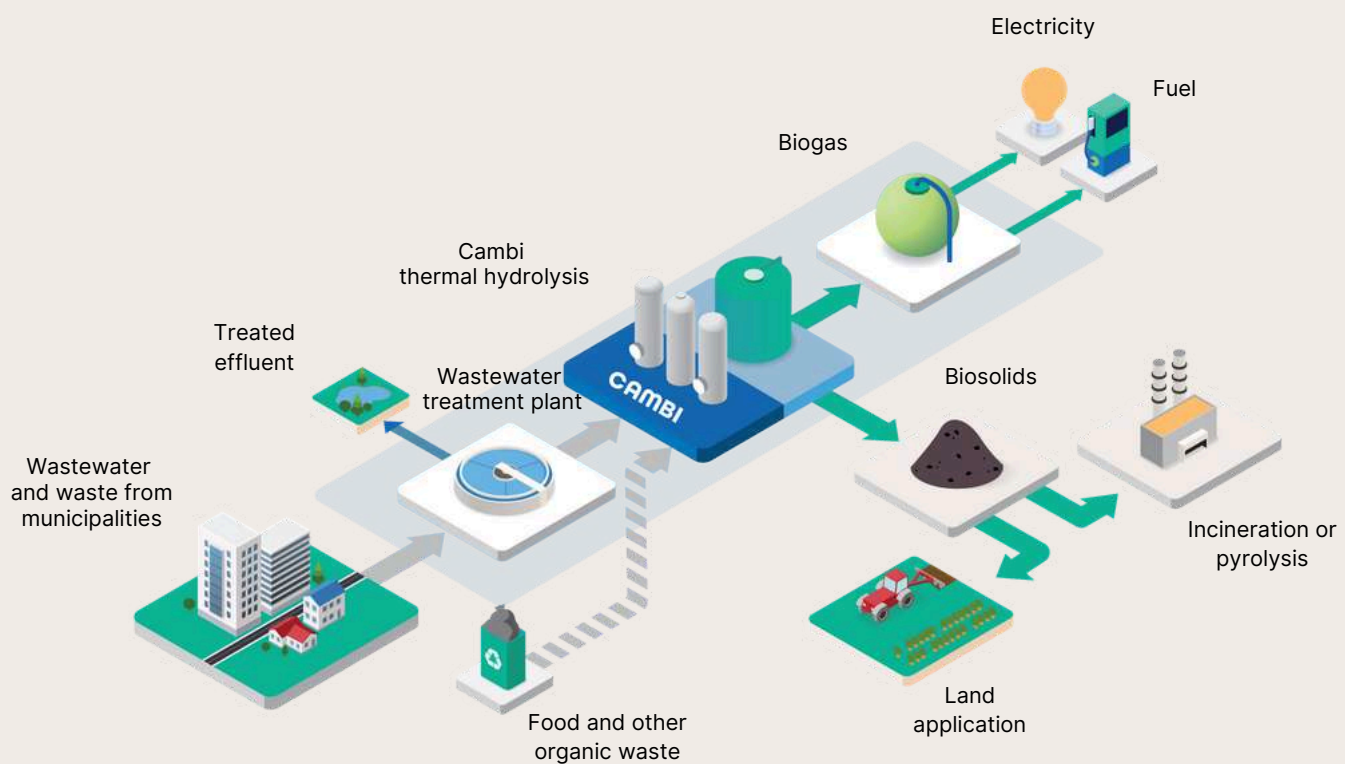 Electricity
Fuel
Biogas
Cambi
thermal hydrolysis
Treated
effluent
Wastewater
treatment plant
CAMBI
Biosolids
Wastewater
and waste from
municipalities
Incineration or
pyrolysis
Land
application
Food and other
organic waste